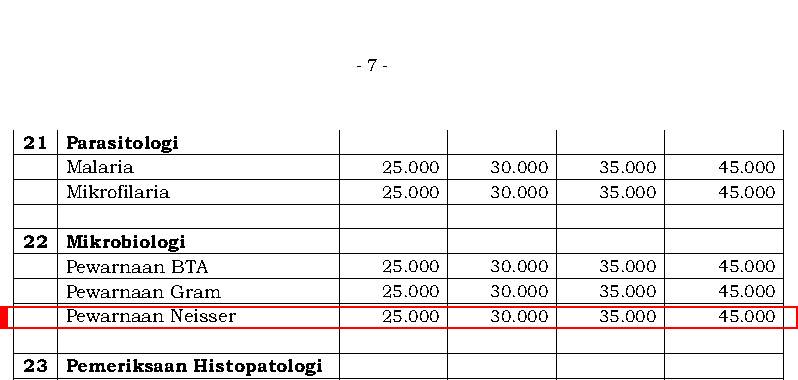 - 7 -
21 Parasitologi
Malaria 25.000 30.000 35.000 45.000
Mikrofilaria 25.000 30.000 35.000 45.000
22 Mikrobiologi
Pewarnaan BTA 25.000 30.000 35.000 45.000
Pewarnaan Gram 25.000 30.000 35.000 45.000
Pewarnaan Neisser 25.000 30.000 35.000 45.000
23 Pemeriksaan Histopatologi